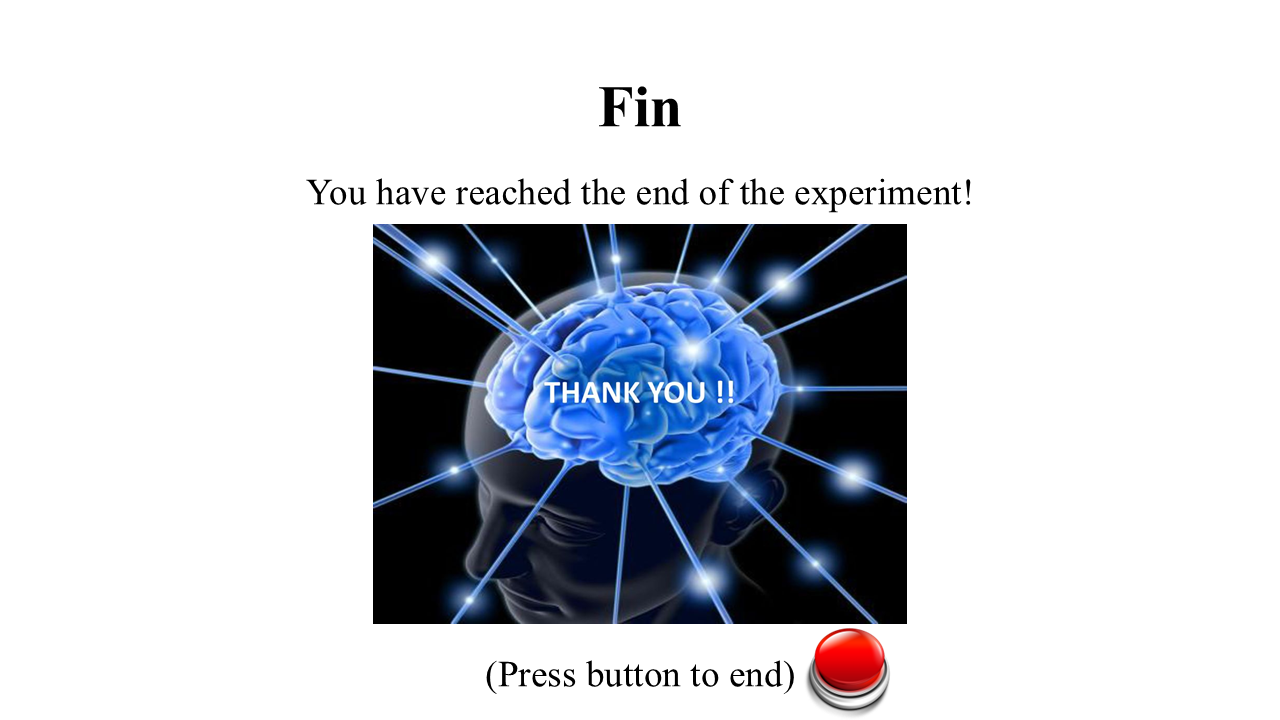 Fin
You have reached the end of the experiment!
THANK YOU !!
(Press button to end)